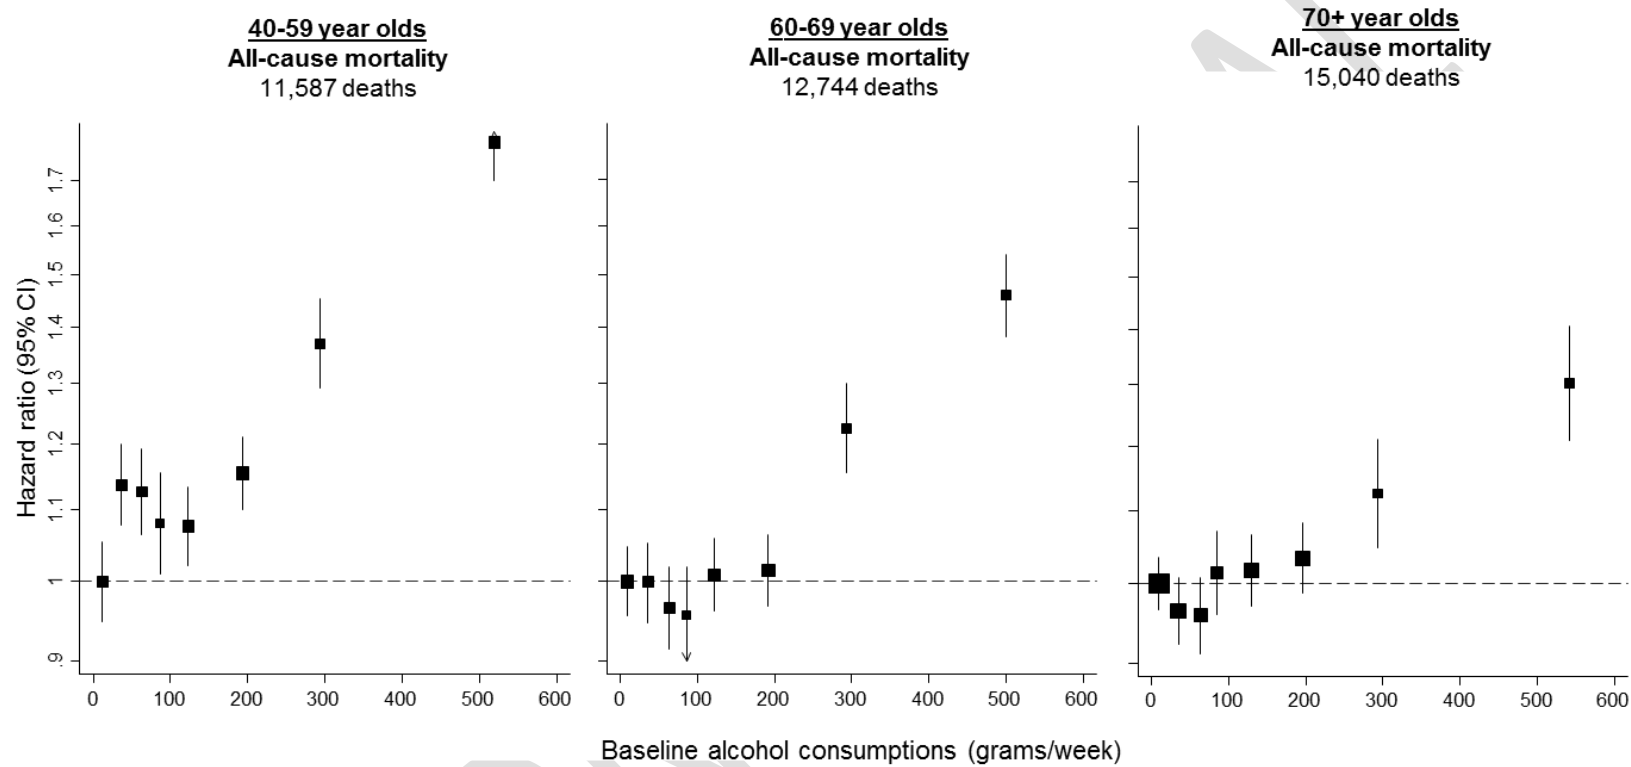 40-59 year olds
All-cause mortality
11,587 deaths
60-69 year olds
All-cause mortality
12,744 deaths
70+ year olds
All-cause mortality
15,040 deaths
Hazard ratio (95% CI)
1.7
1.6
1.5
1.4
1.3
1.2
1.1
1
.9
0 100 200 300 400 500 600
0 100 200 300 400 500 600
0 100 200 300 400 500 600
Baseline alcohol consumptions (grams/week)